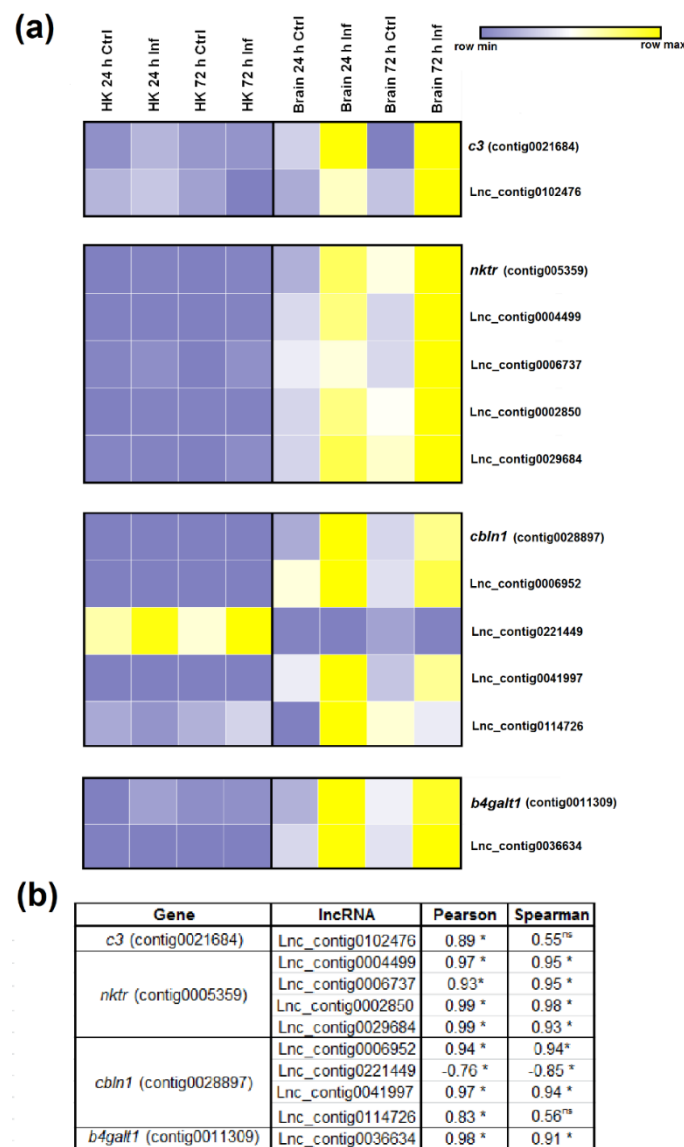 (a)
HK 24 h Ctrl
HK 24 h Inf
HK 72 h Ctrl
HK 72 h Inf
Brain 24 h Ctrl
Brain 24 h Inf
Brain 72 h Ctrl
Brain 72 h Inf
row min row max
c3 (contig0021684)
Lnc_contig0102476
nktr (contig005359)
Lnc_contig0004499
Lnc_contig0006737
Lnc_contig0002850
Lnc_contig0029684
cbln1 (contig0028897)
Lnc_contig0006952
Lnc_contig0221449
Lnc_contig0041997
Lnc_contig0114726
b4galt1 (contig0011309)
Lnc_contig0036634
(b)
Gene lncRNA Pearson Spearman
c3 (contig0021684) Lnc_contig0102476 0.89 * 0.55ns
nktr (contig0005359) Lnc_contig0004499 0.97 * 0.95 *
Lnc_contig0006737 0.93* 0.95 *
Lnc_contig0002850 0.99 * 0.98 *
Lnc_contig0029684 0.99 * 0.93 *
cbln1 (contig0028897) Lnc_contig0006952 0.94 * 0.94*
Lnc_contig0221449 -0.76 * -0.85 *
Lnc_contig0041997 0.97 * 0.94 *
Lnc_contig0114726 0.83 * 0.56ns
b4galt1 (contig0011309) Lnc_contig0036634 0.98 * 0.91 *